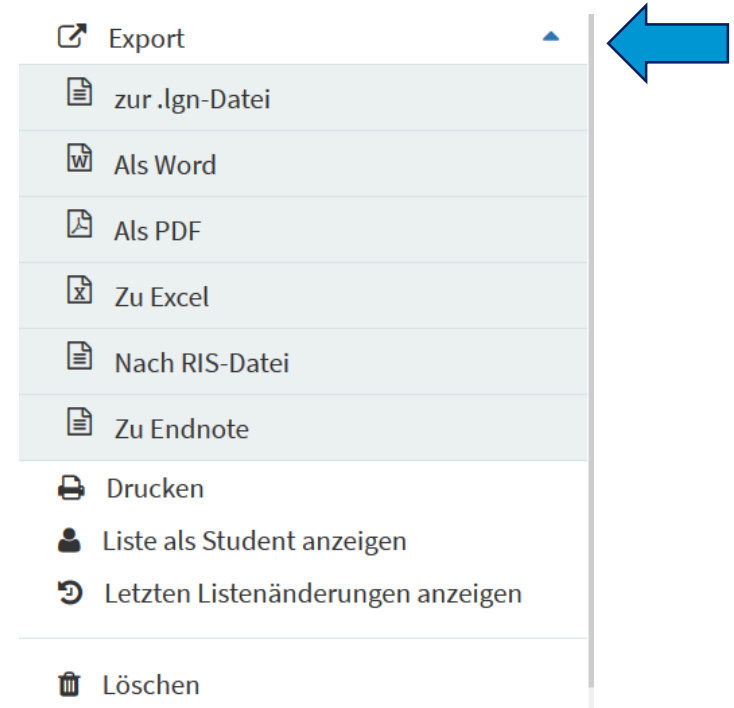 Export
zur .lgn-Datei
Als Word
Als PDF
Zu Excel
Nach RIS-Datei
Zu Endnote
Drucken
Liste als Student anzeigen
Letzten Listenänderungen anzeigen
Löschen